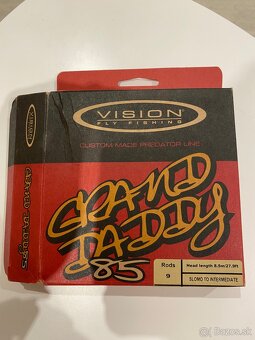 VISION
FLY FISHING
CUSTOM MADE PREDATOR LINE
GRAND
DADDY
85
Rods
9
Head length 8.5m/27.9ft
SLOMO TO INTERMEDIATE
VISION
GRAND DADDY
85
Bazos.sk